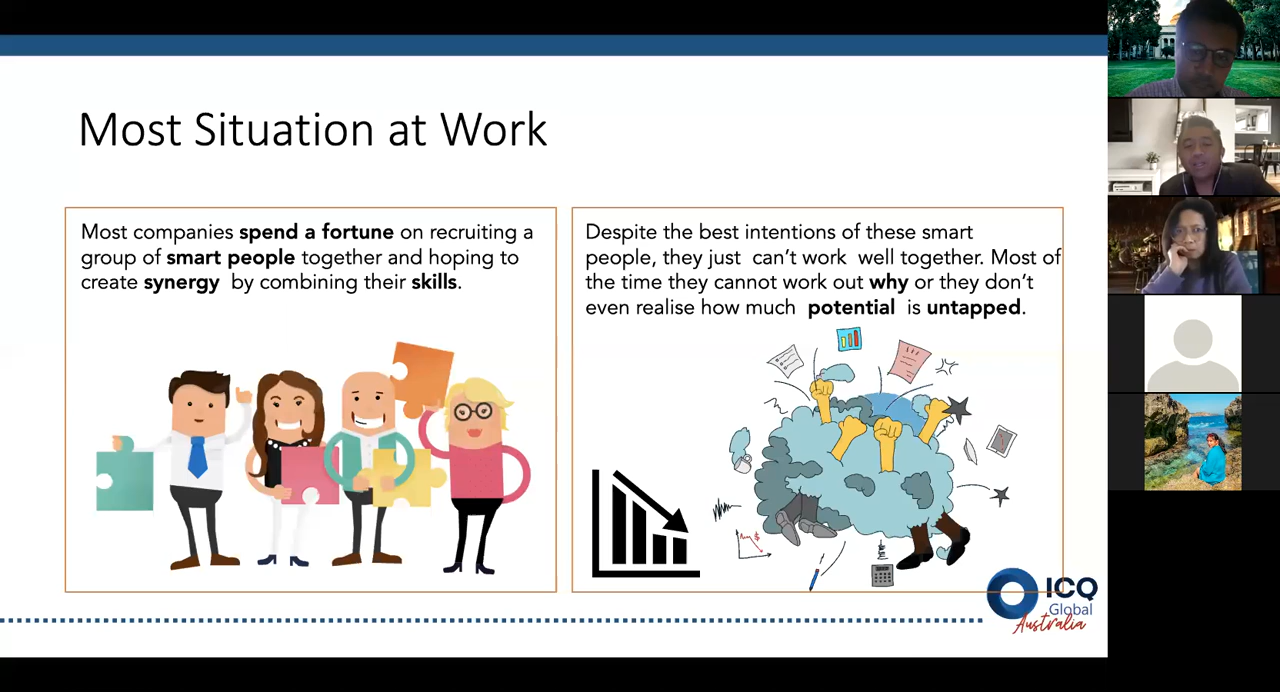 Most Situation at Work
Most companies spend a fortune on recruiting a
group of smart people together and hoping to
create synergy by combining their skills.
Despite the best intentions of these smart
people, they just can't work well together. Most of
the time they cannot work out why or they don't
even realise how much potential is untapped.
$
ICQ
Global
Australia